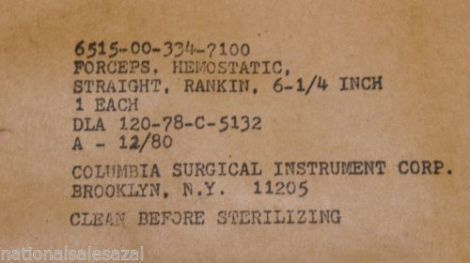 6515-00-334-7100
FORCEPS, HEMOSTATIC,
STRAIGHT, RANKIN, 6-1/4 INCH
1 EACH
DLA 120-78-C-5132
A - 12/80
COLUMBIA SURGICAL INSTRUMENT CORP.
BROOKLYN, N.Y. 11205
CLEAN BEFORE STERILIZING
nationalsalesazal